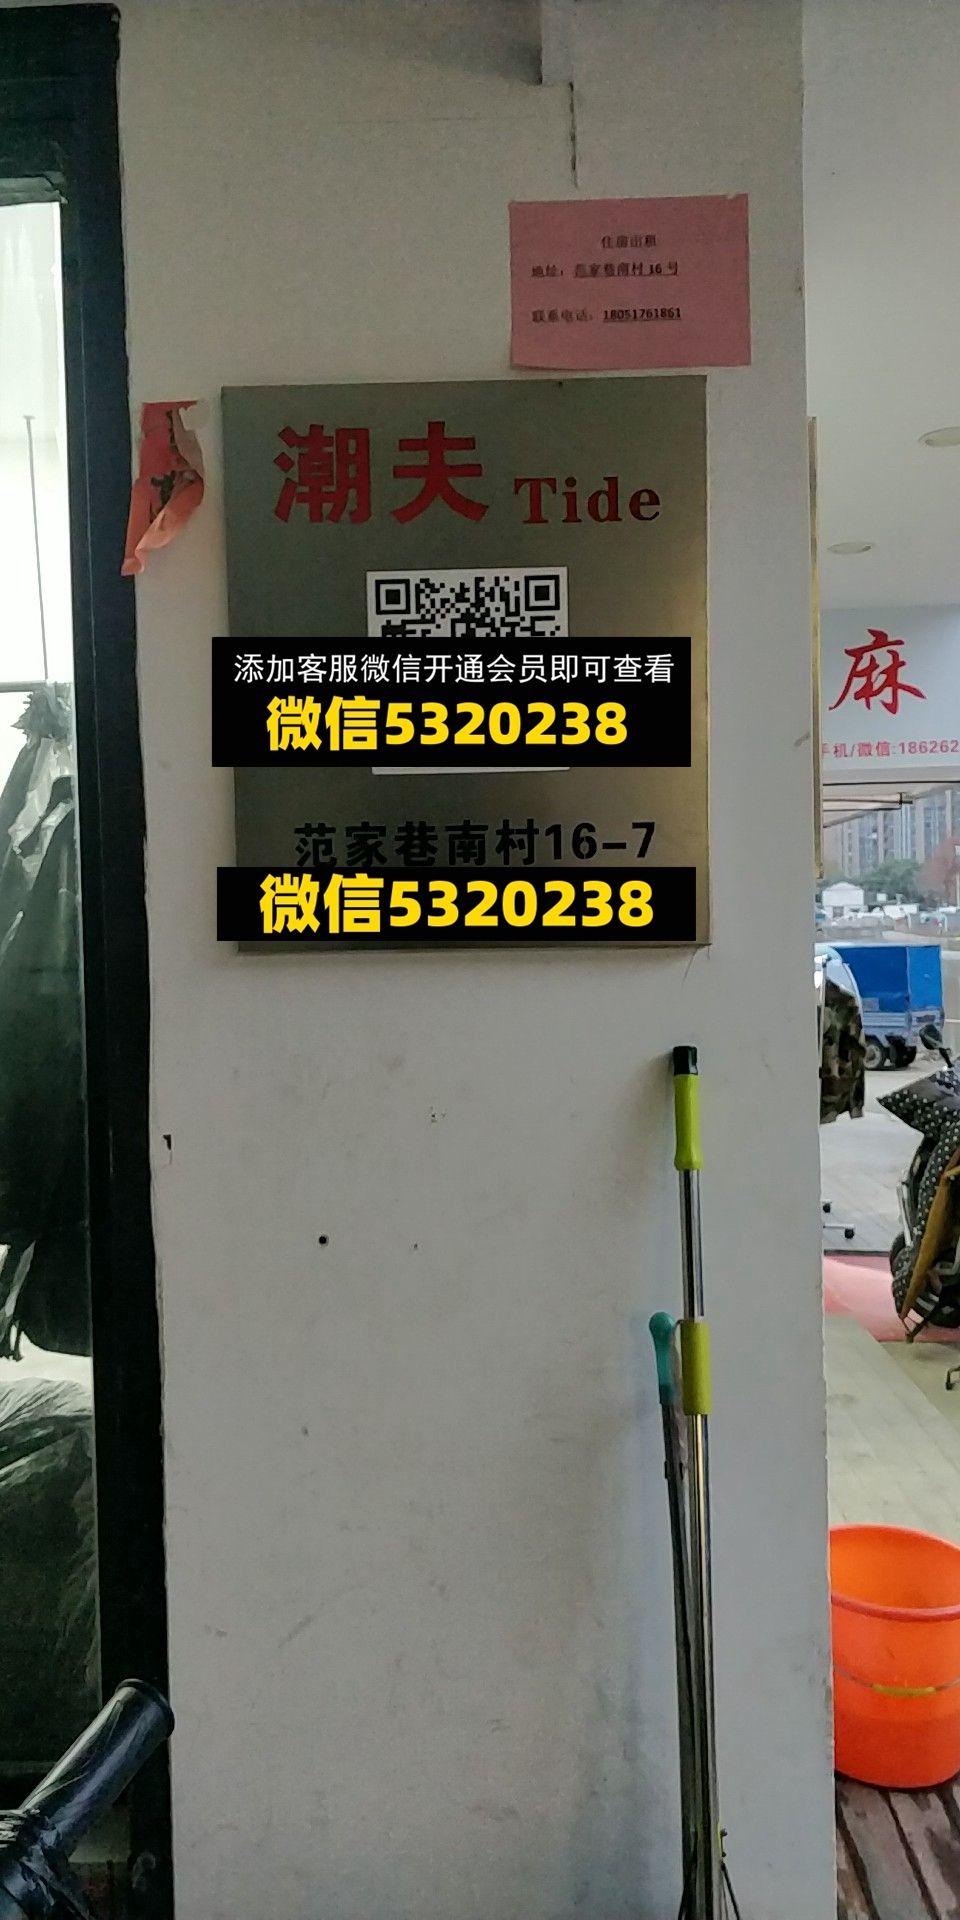 住房出租
地址：范家巷南村 16 号
联系电话：18051761861
潮夫 Tide
添加客服微信开通会员即可查看
微信5320238
范家巷南村16-7
微信5320238
麻
手机/微信:186262